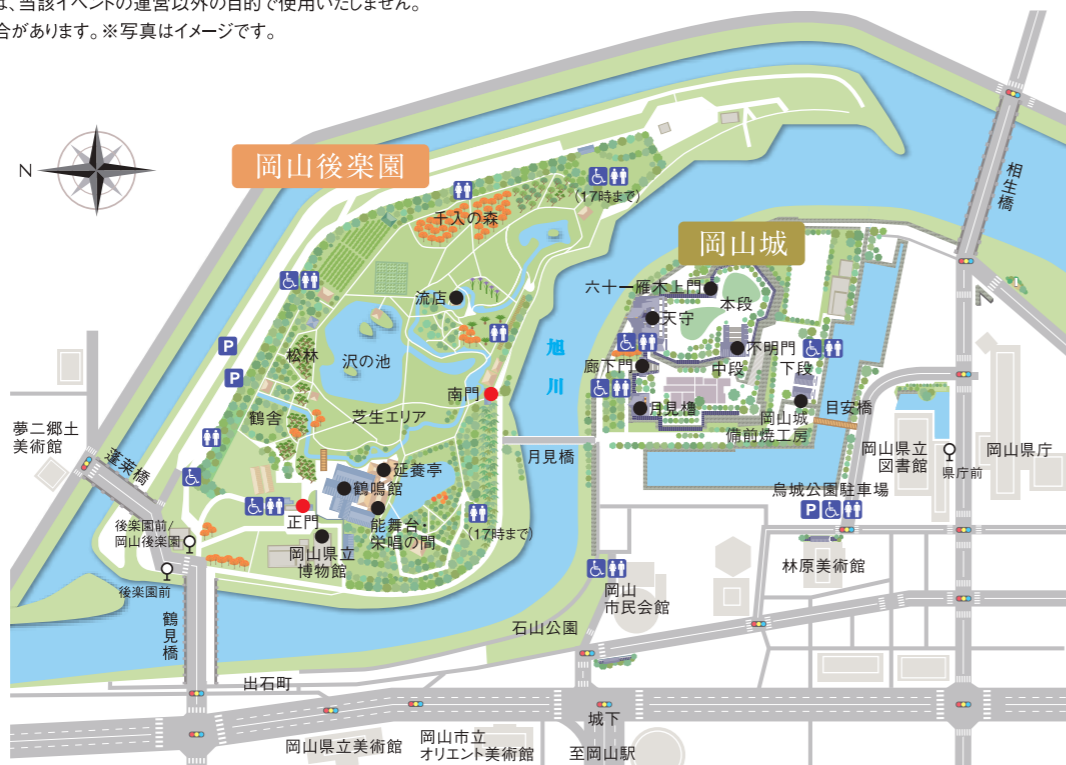 は、当該イベントの運営以外の目的で使用いたしません。
合があります。※写真はイメージです。
N
岡山後楽園
千入の森
(17時まで)
相生橋
岡山城
六十一雁木上門
本段
流店
天守
P
旭川
不明門
松林
沢の池
廊下門
中段
下段
P
南門
鶴舎
芝生エリア
月見櫓
岡山城
備前焼工房
目安橋
夢二郷土
美術館
蓬莱橋
月見橋
岡山県立
図書館
県庁前
岡山県庁
延養亭
鶴鳴館
烏城公園駐車場
P
正門
能舞台・
栄唱の間
(17時まで)
後楽園前/
岡山後楽園
岡山県立
博物館
林原美術館
後楽園前
岡山
市民会館
鶴見橋
石山公園
出石町
城下
岡山県立美術館
岡山市立
オリエント美術館
至岡山駅